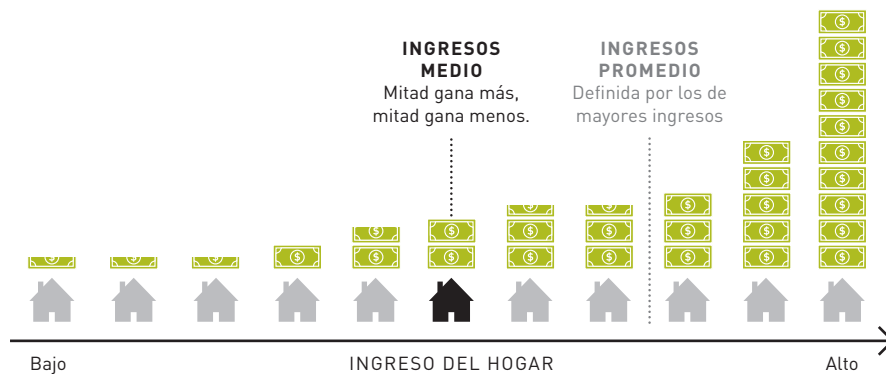 INGRESOS
MEDIO
Mitad gana más,
mitad gana menos.
INGRESOS
PROMEDIO
Definida por los de
mayores ingresos
Bajo
INGRESO DEL HOGAR
Alto